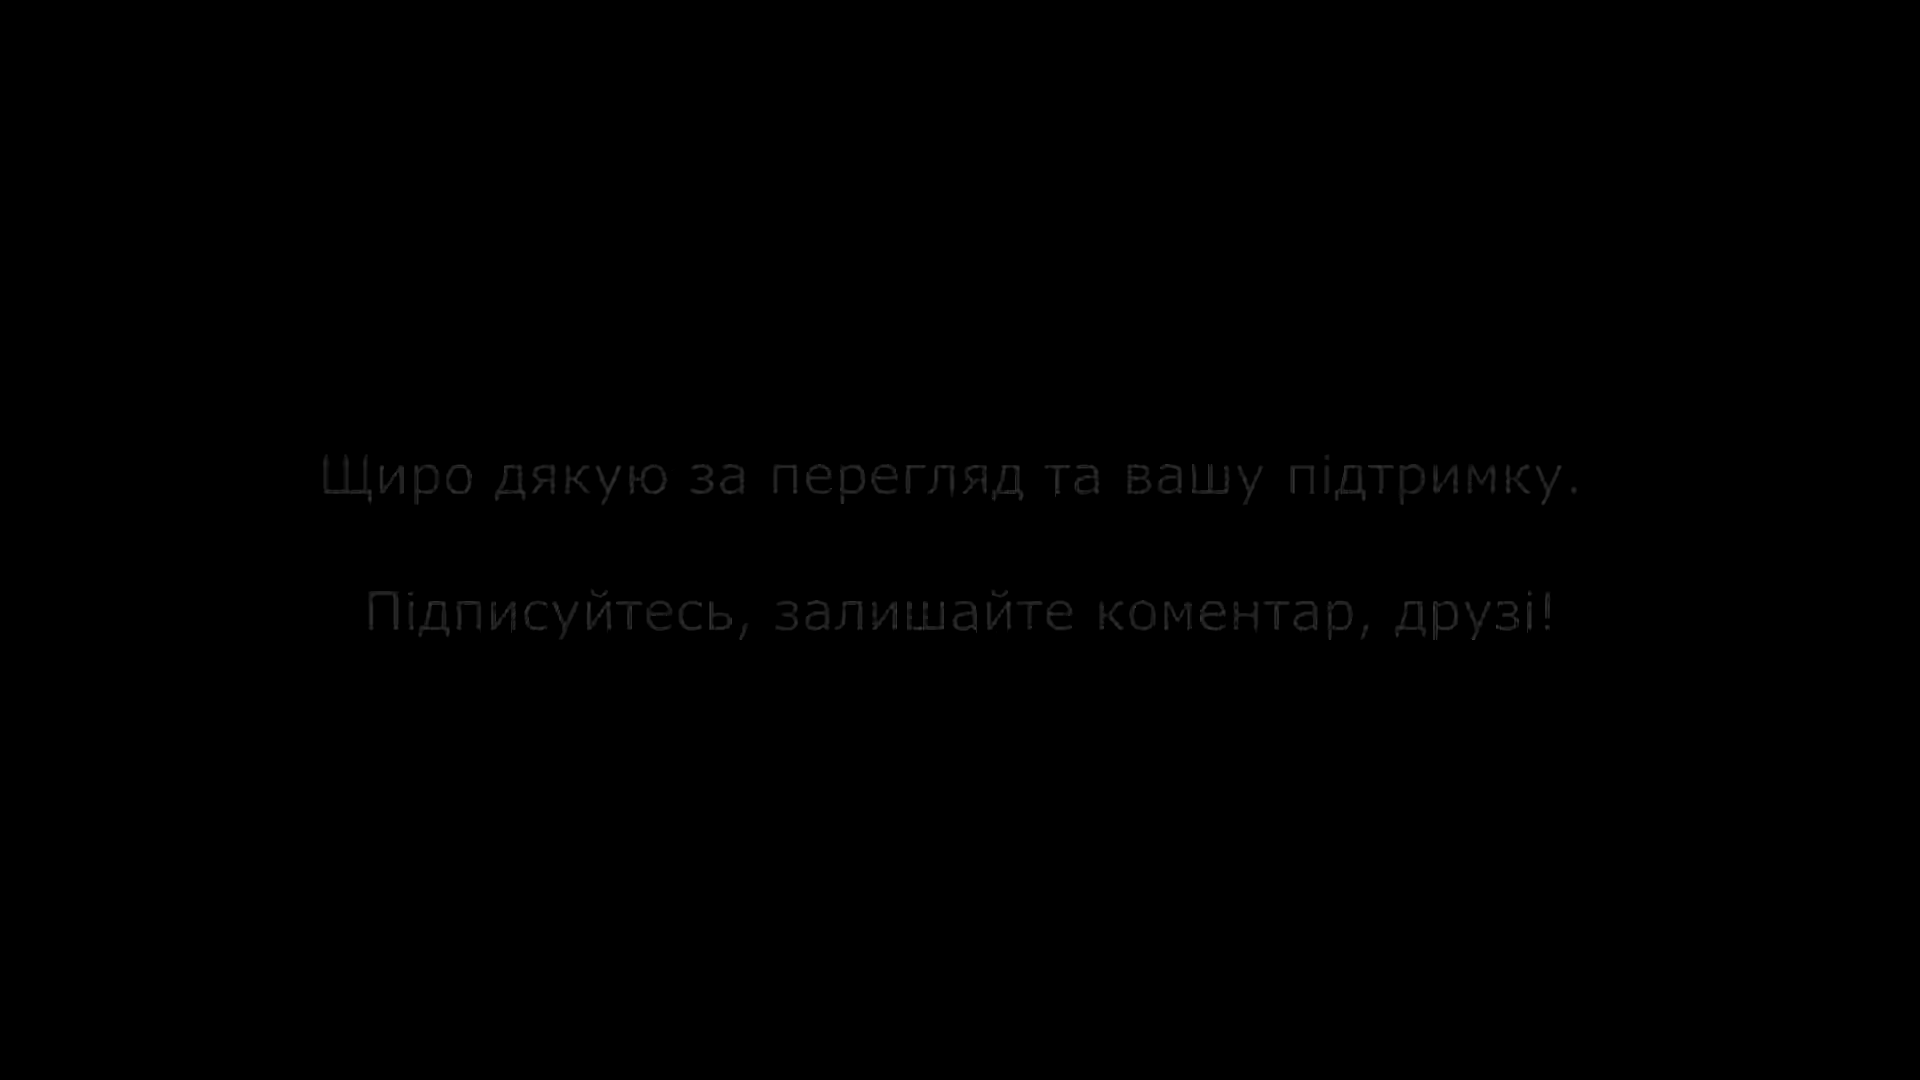 Щиро дякую за перегляд та вашу підтримку.
Підписуйтесь, залишайте коментар, друзі!